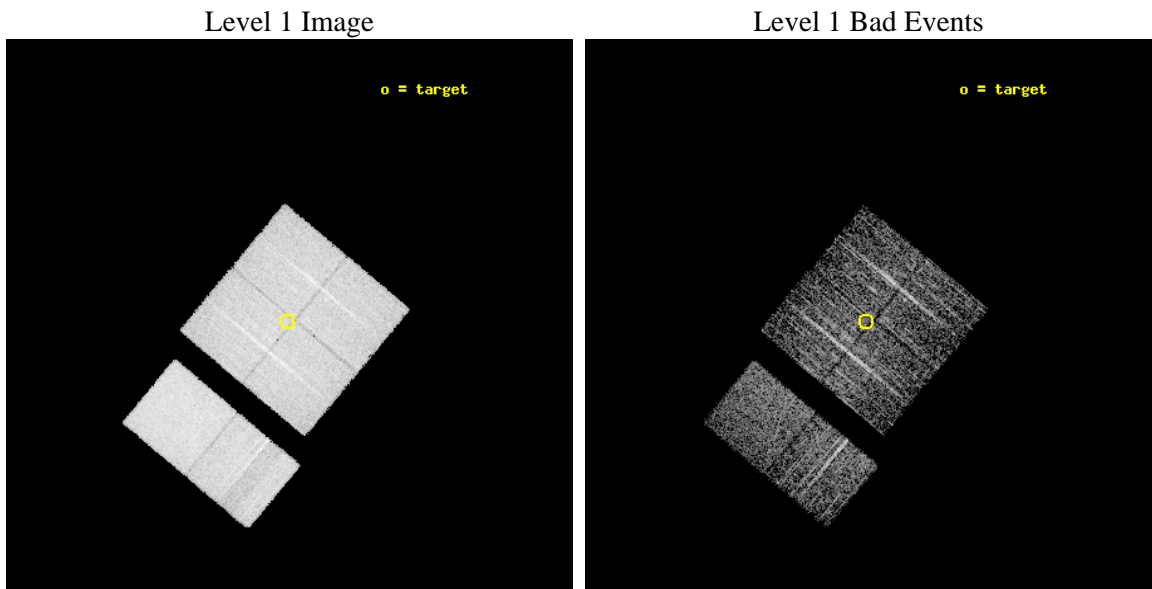 Level 1 Image
Level 1 Bad Events
o = target
o = target